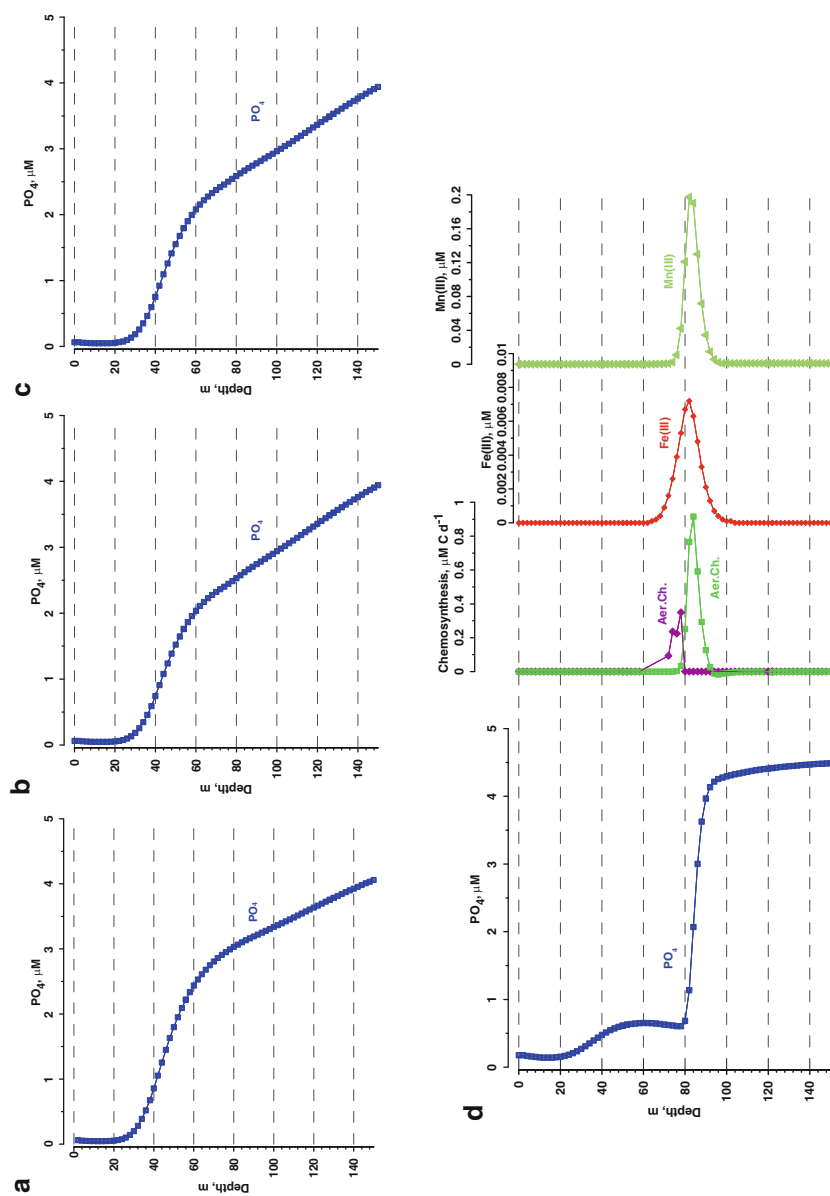 a
PO4, μM
0 1 2 3 4 5
0
20
40
60
80
100
120
140
Depth, m
PO4
b
PO4, μM
0 1 2 3 4 5
0
20
40
60
80
100
120
140
Depth, m
PO4
c
PO4, μM
0 1 2 3 4 5
0
20
40
60
80
100
120
140
Depth, m
PO4
d
PO4, μM
0 1 2 3 4 5
0
20
40
60
80
100
120
140
Depth, m
PO4
Chemosynthesis, μM C d-1
0 0.2 0.4 0.6 0.8 1
Aer.Ch.
Aer.Ch.
Fe(III), μM
0 0.002 0.004 0.006 0.008 0.01
Fe(III)
Mn(III), μM
0 0.04 0.08 0.12 0.16 0.2
Mn(III)